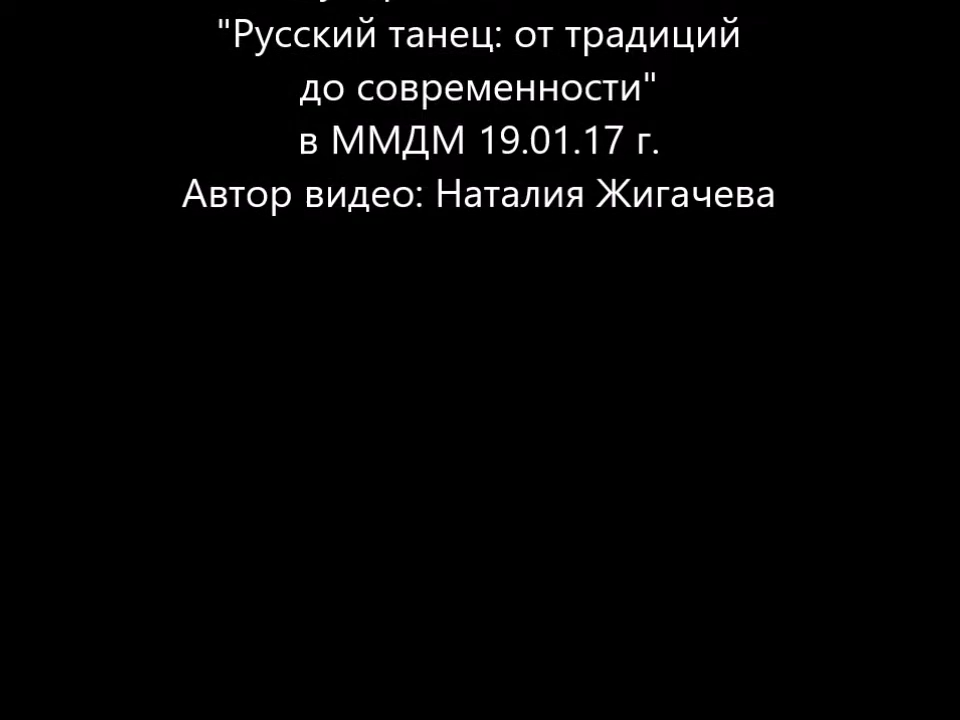 "Русский танец: от традиций
до современности"
в ММДМ 19.01.17 г.
Автор видео: Наталия Жигачева